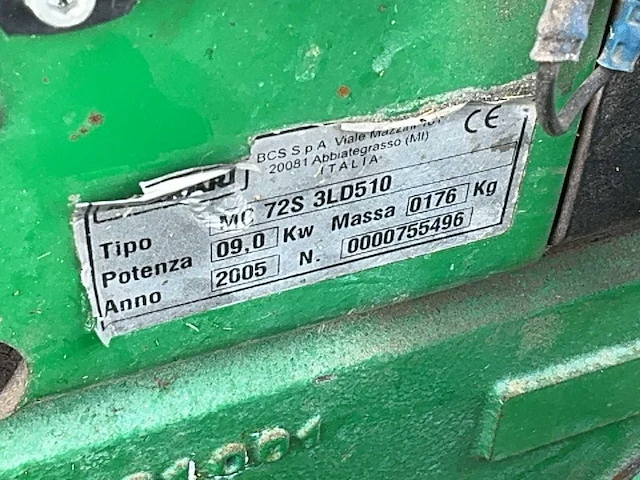 BCS S.p.A. Viale Mazzini
20081 Abbiategrasso (MI)
ITALIA
CE
Tipo MC 72S 3LD510
Potenza 09,0 Kw Massa 0176 Kg
Anno 2005 N. 0000755496